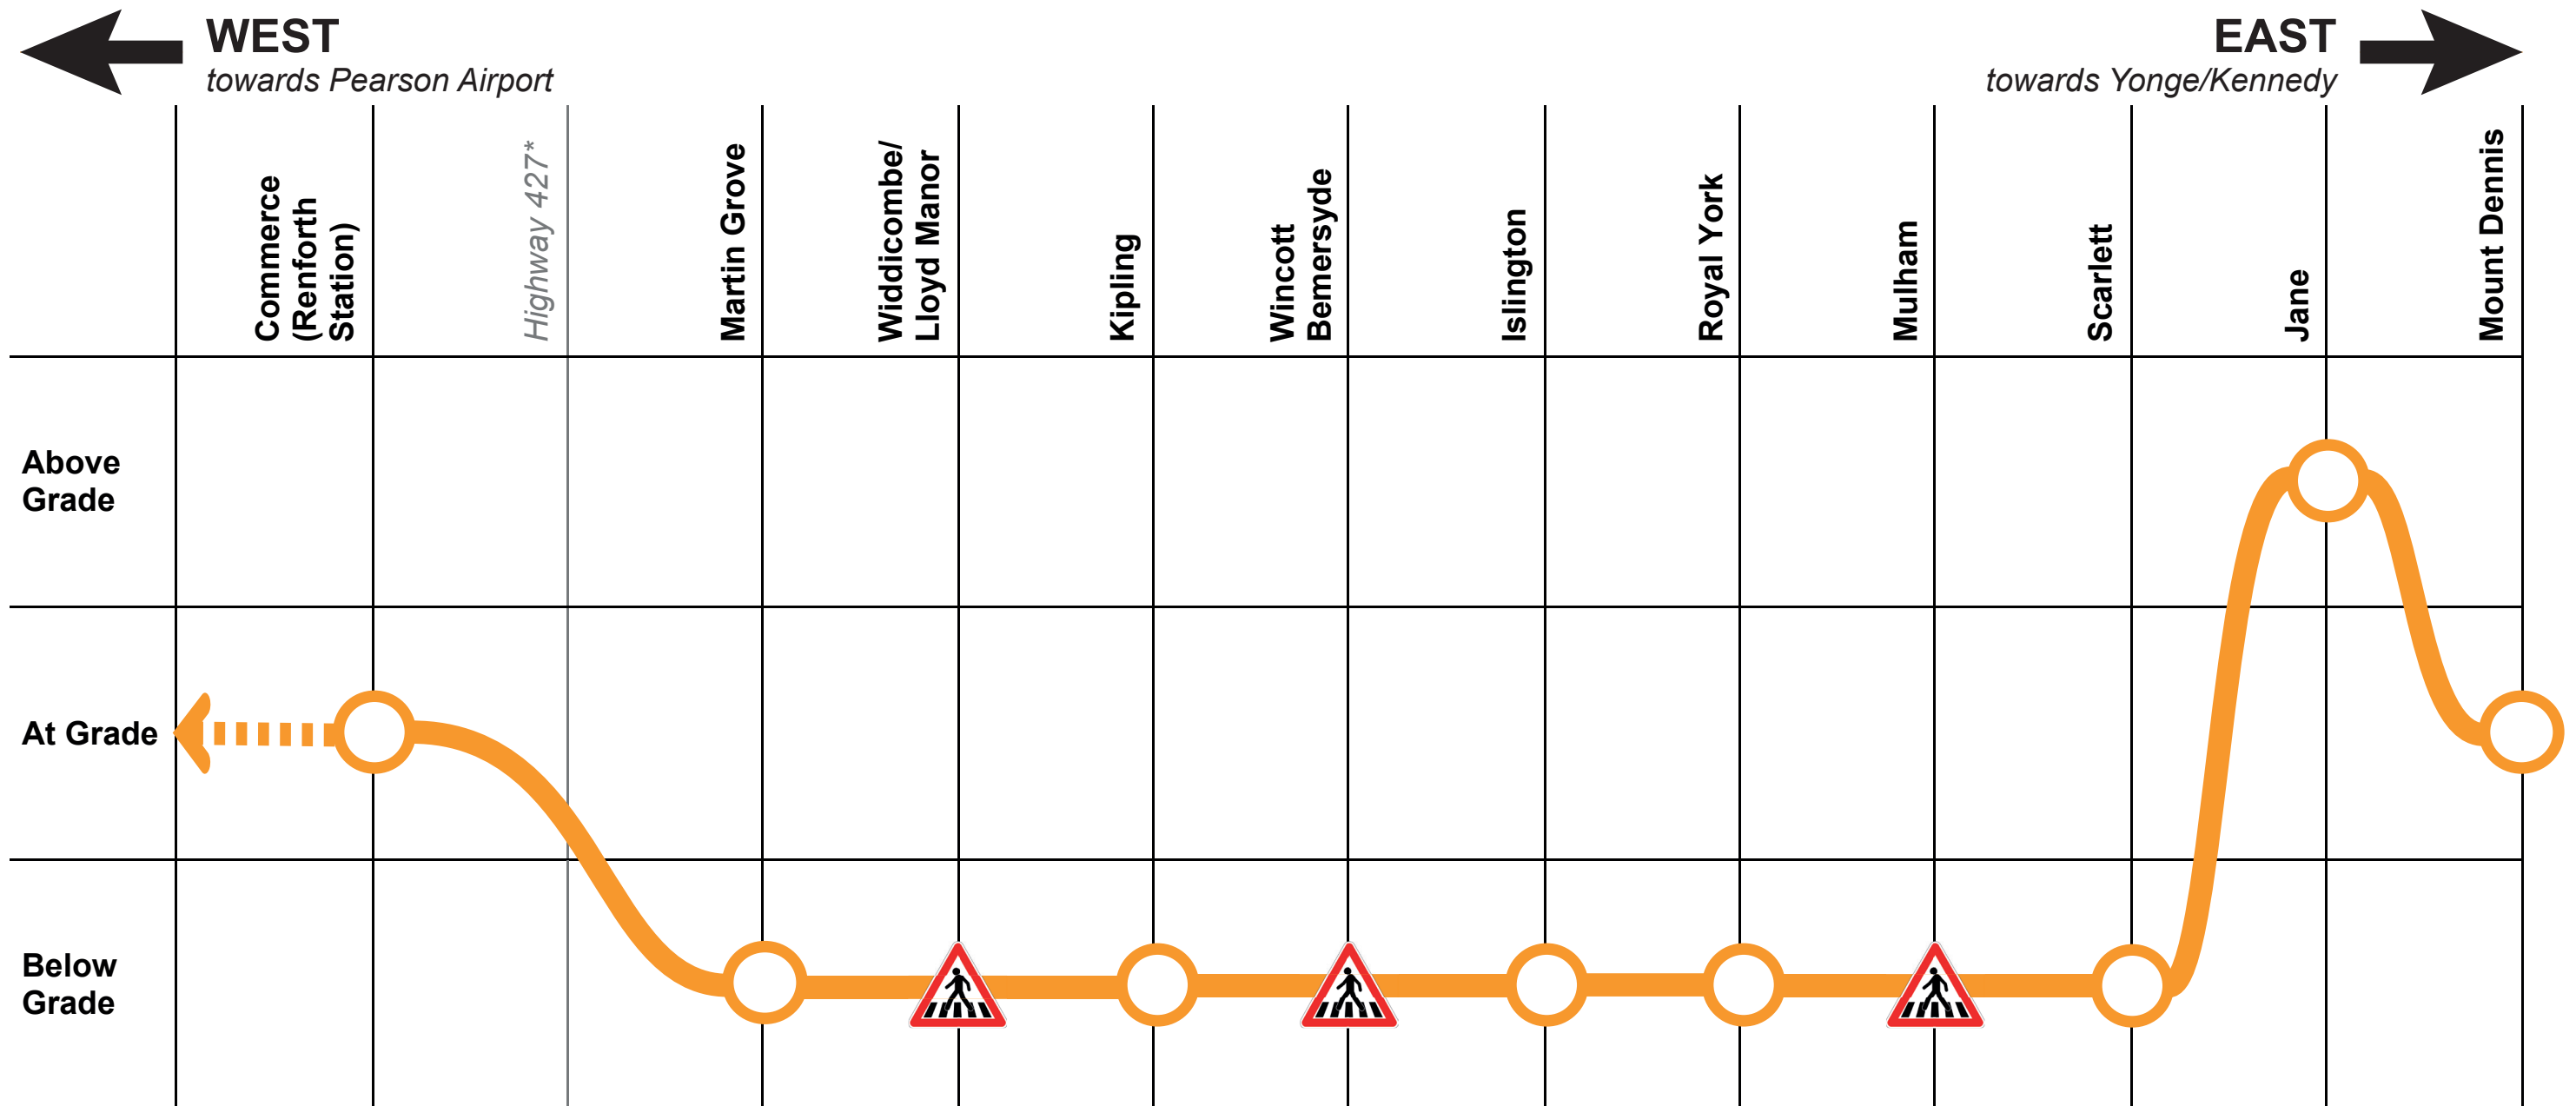 WEST
towards Pearson Airport
EAST
towards Yonge/Kennedy
Commerce
(Renforth
Station)
Highway 427*
Martin Grove
Widdicombe/
Lloyd Manor
Kipling
Wincott
Bemersyde
Islington
Royal York
Mulham
Scarlett
Jane
Mount Dennis
Above
Grade
At Grade
Below
Grade